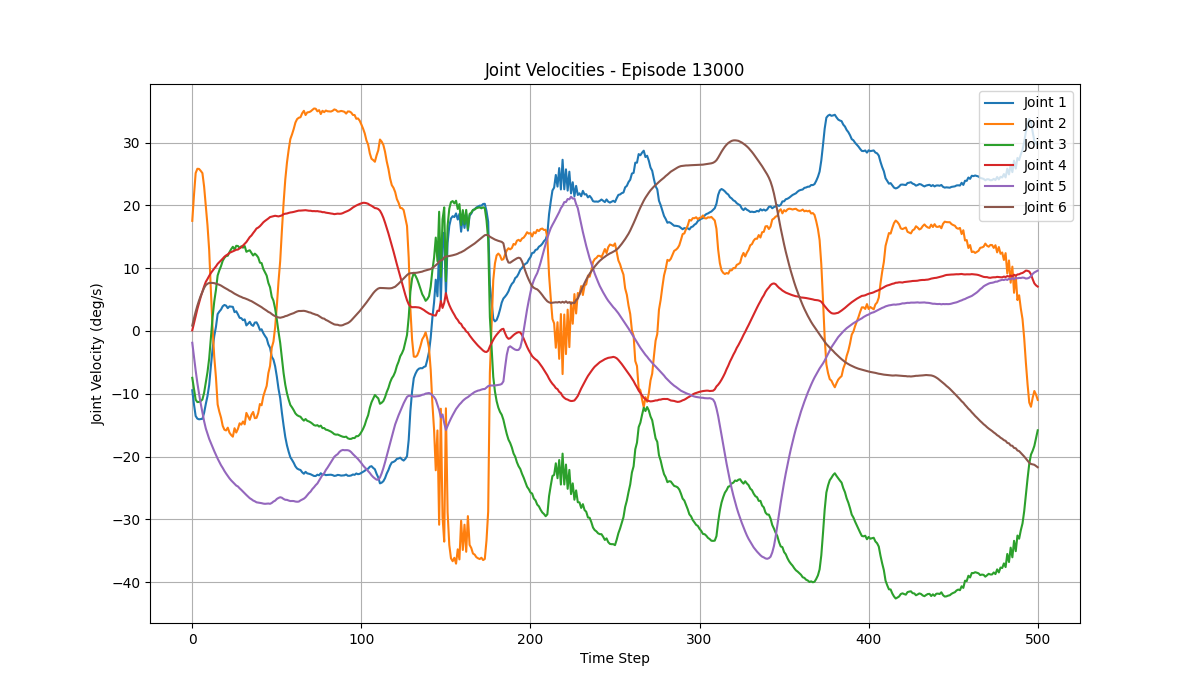 Joint Velocities - Episode 13000
Joint Velocity (deg/s)
30
20
10
0
−10
−20
−30
−40
Joint 1
Joint 2
Joint 3
Joint 4
Joint 5
Joint 6
0
100
200
300
400
500
Time Step